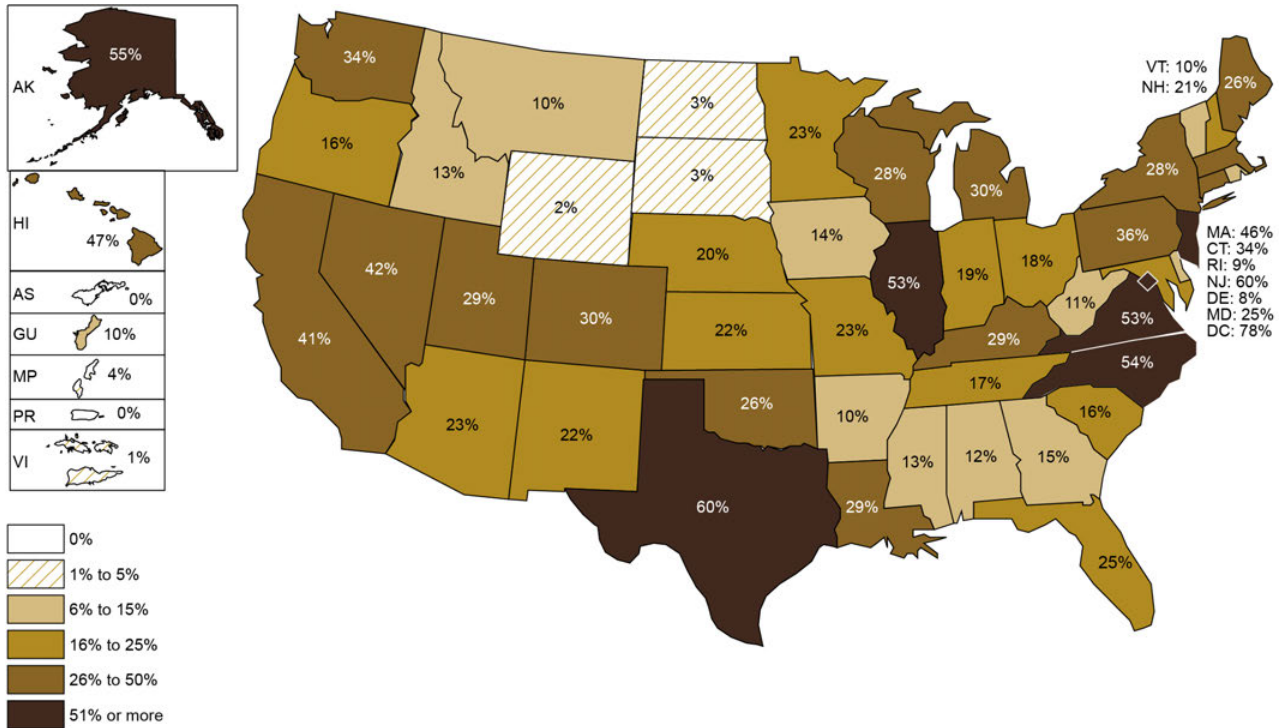 AK
55%
HI
47%
AS
0%
GU
10%
MP
4%
PR
0%
VI
1%
0%
1% to 5%
6% to 15%
16% to 25%
26% to 50%
51% or more
34%
10%
3%
23%
VT: 10%
NH: 21%
26%
16%
13%
2%
3%
28%
30%
28%
42%
29%
30%
20%
14%
53%
19%
18%
36%
MA: 46%
CT: 34%
RI: 9%
NJ: 60%
DE: 8%
MD: 25%
DC: 78%
41%
22%
23%
29%
11%
53%
54%
23%
22%
26%
10%
17%
16%
60%
29%
13%
12%
15%
25%